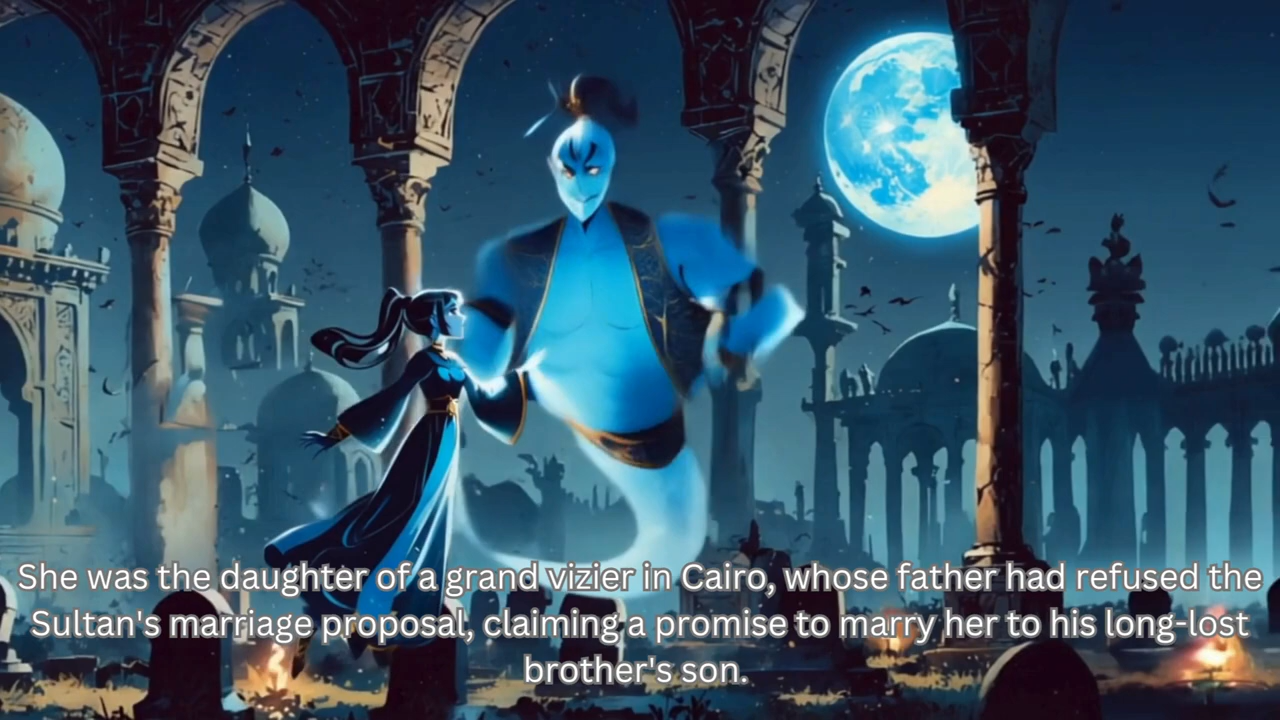 She was the daughter of a grand vizier in Cairo, whose father had refused the
Sultan's marriage proposal, claiming a promise to marry her to his long-lost
brother's son.